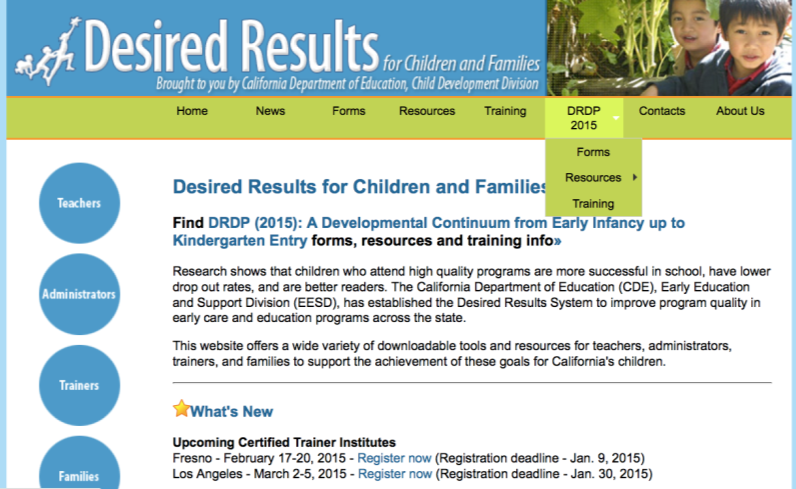 Desired Results for Children and Families
Brought to you by California Department of Education, Child Development Division
Home News Forms Resources Training DRDP 2015 Contacts About Us
Forms
Resources
Training
Teachers
Administrators
Trainers
Families
Desired Results for Children and Families
Find DRDP (2015): A Developmental Continuum from Early Infancy up to
Kindergarten Entry forms, resources and training info»
Research shows that children who attend high quality programs are more successful in school, have lower
drop out rates, and are better readers. The California Department of Education (CDE), Early Education
and Support Division (EESD), has established the Desired Results System to improve program quality in
early care and education programs across the state.
This website offers a wide variety of downloadable tools and resources for teachers, administrators,
trainers, and families to support the achievement of these goals for California's children.
What's New
Upcoming Certified Trainer Institutes
Fresno - February 17-20, 2015 - Register now (Registration deadline - Jan. 9, 2015)
Los Angeles - March 2-5, 2015 - Register now (Registration deadline - Jan. 30, 2015)